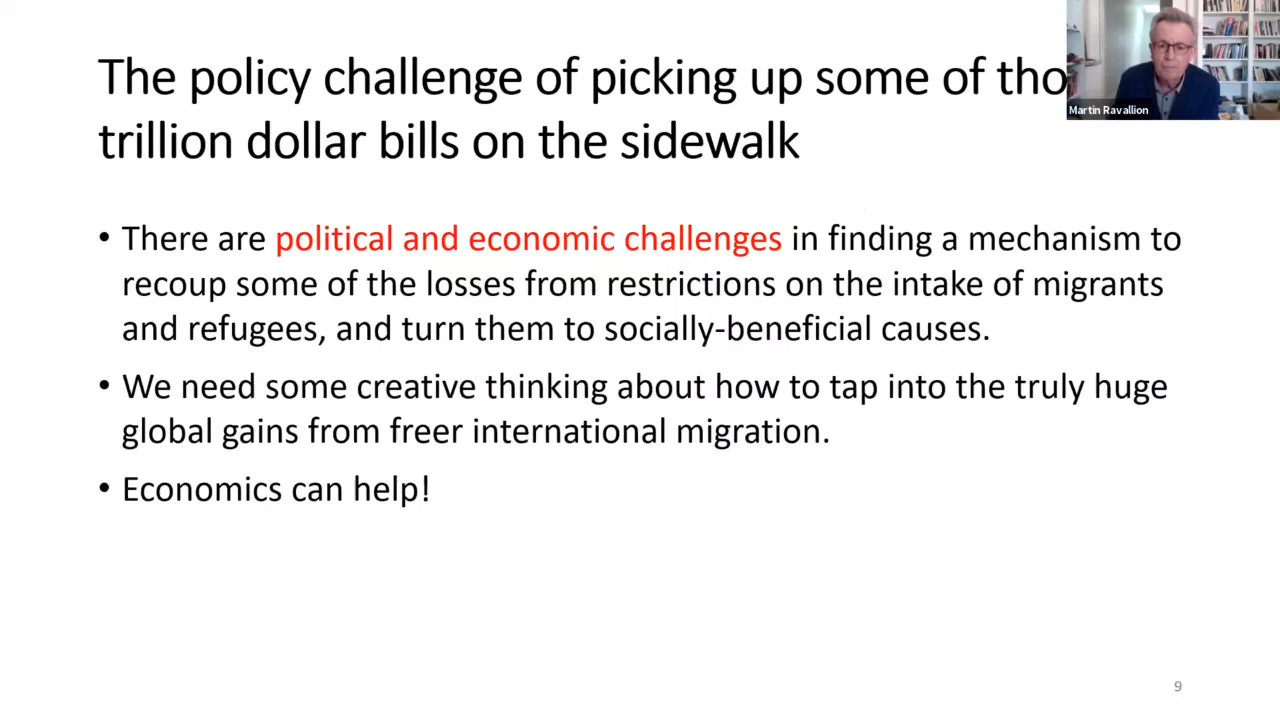 The policy challenge of picking up some of tho
trillion dollar bills on the sidewalk
Martin Ravallion
• There are political and economic challenges in finding a mechanism to
recoup some of the losses from restrictions on the intake of migrants
and refugees, and turn them to socially-beneficial causes.
• We need some creative thinking about how to tap into the truly huge
global gains from freer international migration.
• Economics can help!
9